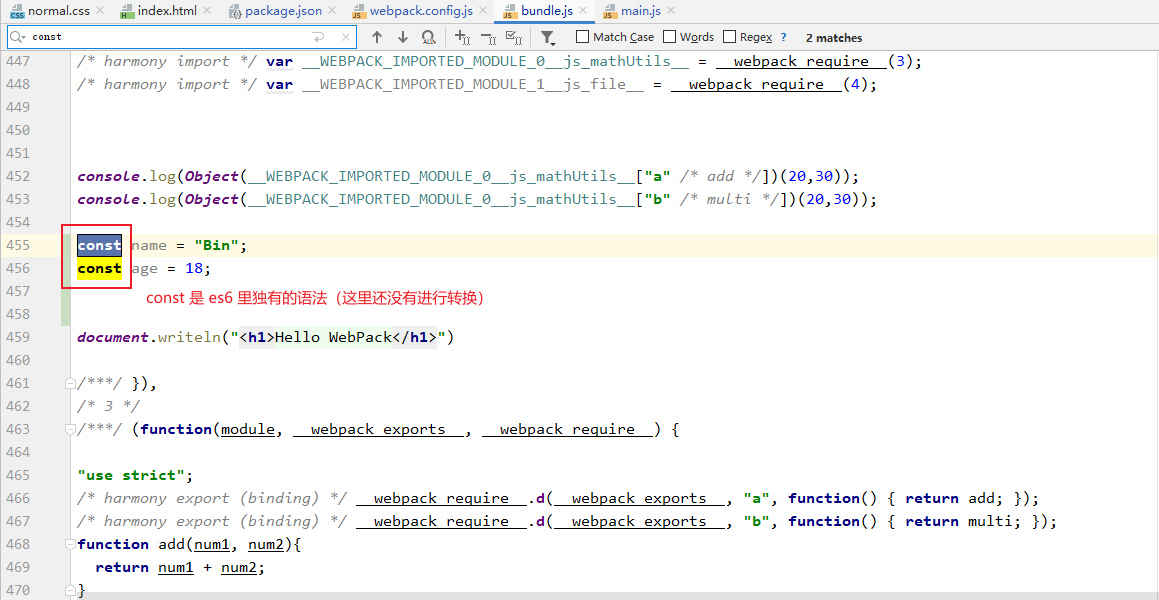 normal.css index.html package.json webpack.config.js bundle.js main.js
const Match Case Words Regex ? 2 matches
447 /* harmony import */ var __WEBPACK_IMPORTED_MODULE_0__js_mathUtils__ = __webpack_require__(3);
448 /* harmony import */ var __WEBPACK_IMPORTED_MODULE_1__js_file__ = __webpack_require__(4);
449
450
451
452 console.log(Object(__WEBPACK_IMPORTED_MODULE_0__js_mathUtils__["a" /* add */])(20,30));
453 console.log(Object(__WEBPACK_IMPORTED_MODULE_0__js_mathUtils__["b" /* multi */])(20,30));
454
455 const name = "Bin";
456 const age = 18;
457 const 是 es6 里独有的语法（这里还没有进行转换）
458
459 document.writeln("<h1>Hello WebPack</h1>")
460
461 /***/ }),
462 /* 3 */
463 /***/ (function(module, __webpack_exports__, __webpack_require__) {
464
465 "use strict";
466 /* harmony export (binding) */ __webpack_require__.d(__webpack_exports__, "a", function() { return add; });
467 /* harmony export (binding) */ __webpack_require__.d(__webpack_exports__, "b", function() { return multi; });
468 function add(num1, num2){
469 return num1 + num2;
470 }